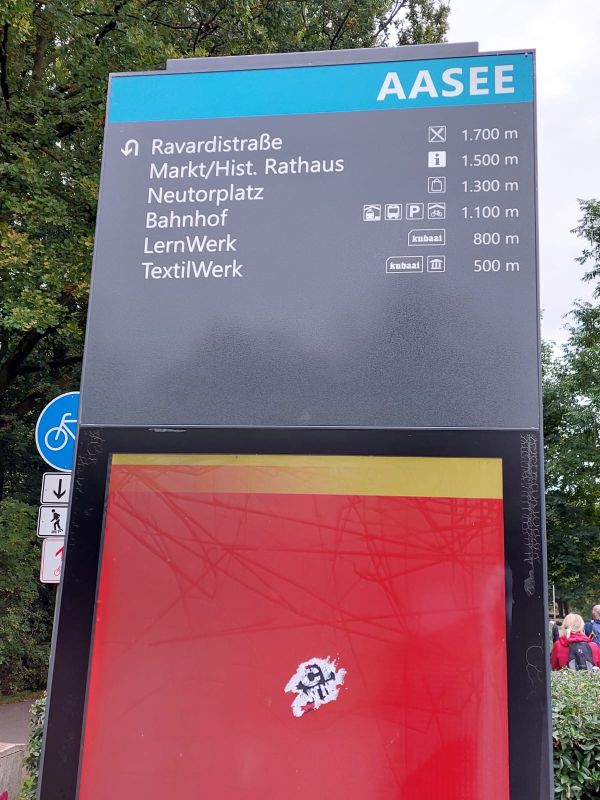 AASEE
Ravardistraße 1.700 m
Markt/Hist. Rathaus i 1.500 m
Neutorplatz 1.300 m
Bahnhof P 1.100 m
LernWerk kubaai 800 m
TextilWerk kubaai 500 m